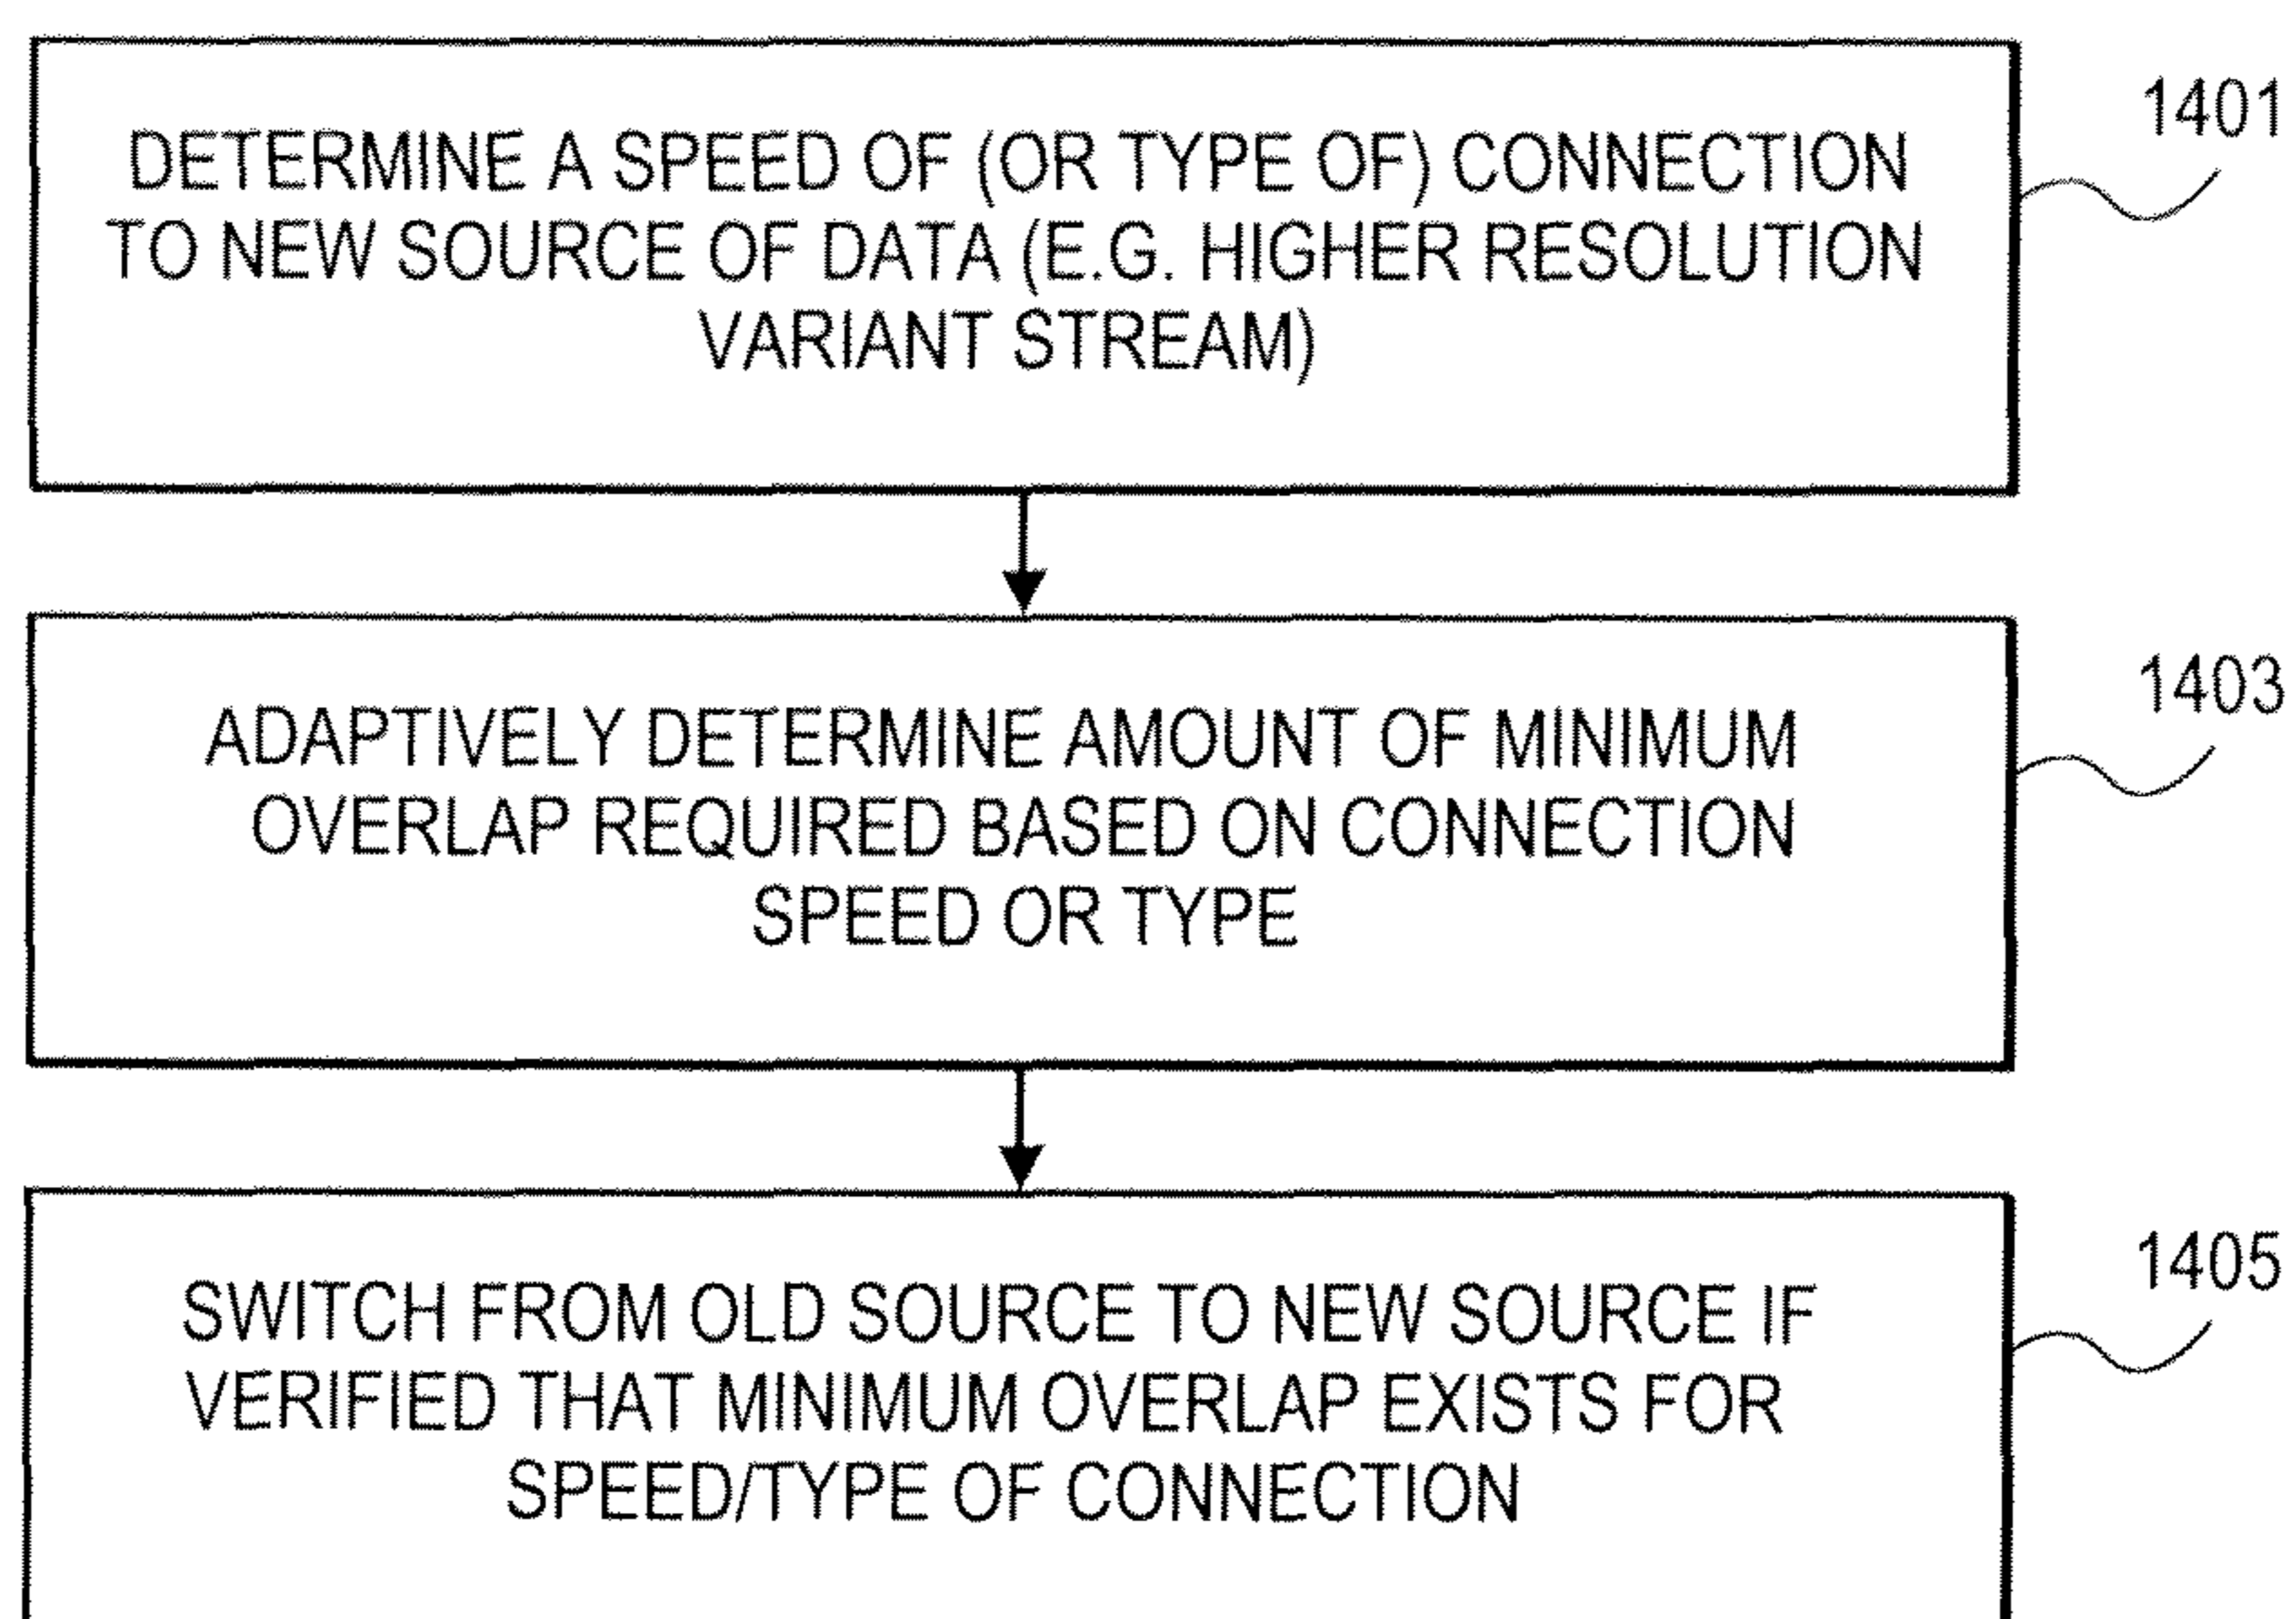 DETERMINE A SPEED OF (OR TYPE OF) CONNECTION
TO NEW SOURCE OF DATA (E.G. HIGHER RESOLUTION
VARIANT STREAM)
1401
ADAPTIVELY DETERMINE AMOUNT OF MINIMUM
OVERLAP REQUIRED BASED ON CONNECTION
SPEED OR TYPE
1403
SWITCH FROM OLD SOURCE TO NEW SOURCE IF
VERIFIED THAT MINIMUM OVERLAP EXISTS FOR
SPEED/TYPE OF CONNECTION
1405